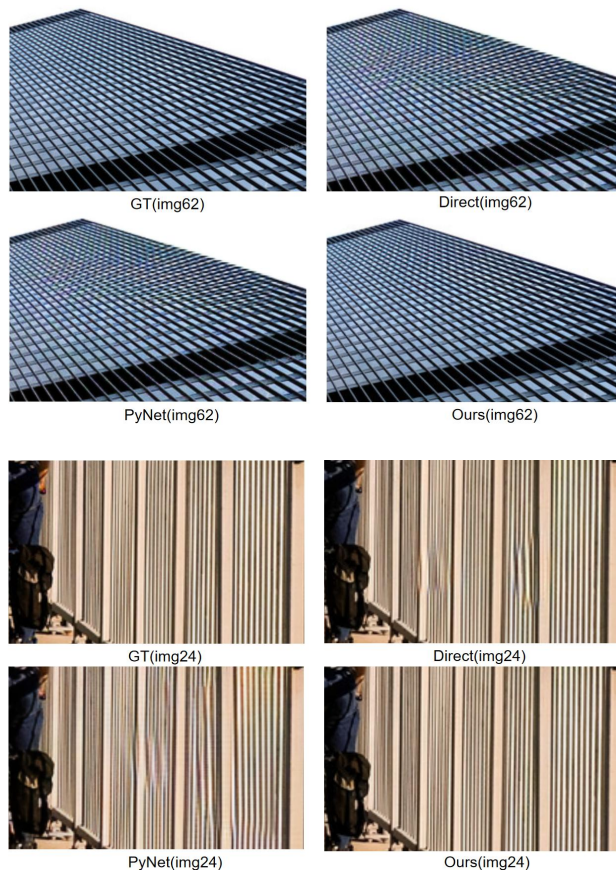 GT(img62)
Direct(img62)
PyNet(img62)
Ours(img62)
GT(img24)
Direct(img24)
PyNet(img24)
Ours(img24)